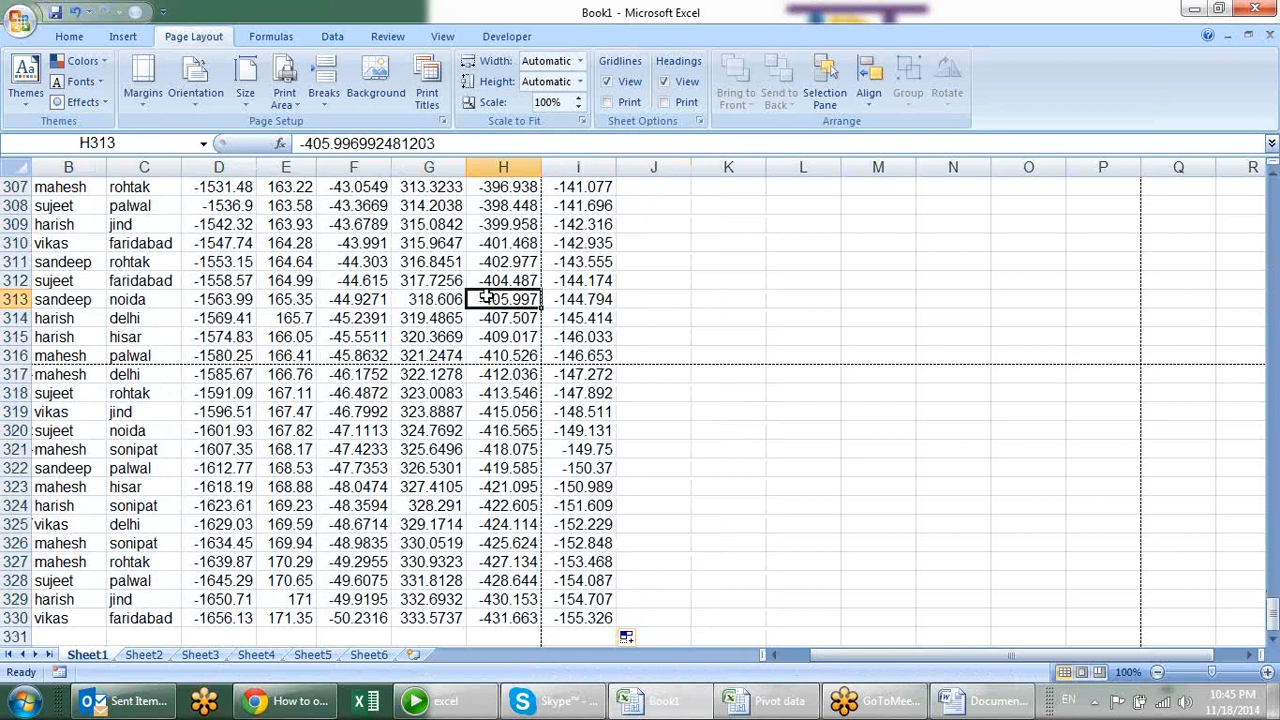 Book1 - Microsoft Excel
Home Insert Page Layout Formulas Data Review View Developer
Themes Colors Fonts Effects Margins Orientation Size Print Area Breaks Background Print Titles Width: Automatic Height: Automatic Scale: 100% Gridlines View Print Headings View Print Bring to Front Send to Back Selection Pane Align Group Rotate
Themes Page Setup Scale to Fit Sheet Options Arrange
H313 fx -405.996992481203
B C D E F G H I J K L M N O P Q R
307 mahesh rohtak -1531.48 163.22 -43.0549 313.3233 -396.938 -141.077
308 sujeet palwal -1536.9 163.58 -43.3669 314.2038 -398.448 -141.696
309 harish jind -1542.32 163.93 -43.6789 315.0842 -399.958 -142.316
310 vikas faridabad -1547.74 164.28 -43.991 315.9647 -401.468 -142.935
311 sandeep rohtak -1553.15 164.64 -44.303 316.8451 -402.977 -143.555
312 sujeet faridabad -1558.57 164.99 -44.615 317.7256 -404.487 -144.174
313 sandeep noida -1563.99 165.35 -44.9271 318.606 -405.997 -144.794
314 harish delhi -1569.41 165.7 -45.2391 319.4865 -407.507 -145.414
315 harish hisar -1574.83 166.05 -45.5511 320.3669 -409.017 -146.033
316 mahesh palwal -1580.25 166.41 -45.8632 321.2474 -410.526 -146.653
317 mahesh delhi -1585.67 166.76 -46.1752 322.1278 -412.036 -147.272
318 sujeet rohtak -1591.09 167.11 -46.4872 323.0083 -413.546 -147.892
319 vikas jind -1596.51 167.47 -46.7992 323.8887 -415.056 -148.511
320 sujeet noida -1601.93 167.82 -47.1113 324.7692 -416.565 -149.131
321 mahesh sonipat -1607.35 168.17 -47.4233 325.6496 -418.075 -149.75
322 sandeep palwal -1612.77 168.53 -47.7353 326.5301 -419.585 -150.37
323 mahesh hisar -1618.19 168.88 -48.0474 327.4105 -421.095 -150.989
324 harish sonipat -1623.61 169.23 -48.3594 328.291 -422.605 -151.609
325 vikas delhi -1629.03 169.59 -48.6714 329.1714 -424.114 -152.229
326 mahesh sonipat -1634.45 169.94 -48.9835 330.0519 -425.624 -152.848
327 mahesh rohtak -1639.87 170.29 -49.2955 330.9323 -427.134 -153.468
328 sujeet palwal -1645.29 170.65 -49.6075 331.8128 -428.644 -154.087
329 harish jind -1650.71 171 -49.9195 332.6932 -430.153 -154.707
330 vikas faridabad -1656.13 171.35 -50.2316 333.5737 -431.663 -155.326
331
Sheet1 Sheet2 Sheet3 Sheet4 Sheet5 Sheet6
Ready 100%
Sent Item... How to o... excel Skype™ - ... Book1 Pivot data GoToMee... Documen... EN 10:45 PM
11/18/2014